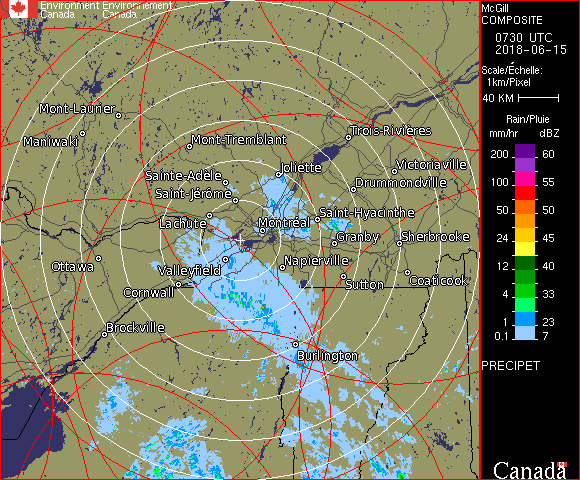 Environment Environnement
Canada Canada
McGill
COMPOSITE
0730 UTC
2018-06-15
Scale/Échelle:
1km/Pixel
40 KM
Rain/Pluie
mm/hr dBZ
200 60
100 55
50 50
24 45
12 40
4 33
1 23
0.1 7
PRECIPET
Canada
Mont-Laurier
Maniwaki
Mont-Tremblant
Trois-Rivières
Joliette
Victoriaville
Sainte-Adèle
Drummondville
Saint-Jérôme
Saint-Hyacinthe
Lachute
Montréal
Granby
Sherbrooke
Ottawa
Valleyfield
Napierville
Cornwall
Sutton
Coaticook
Brockville
Burlington